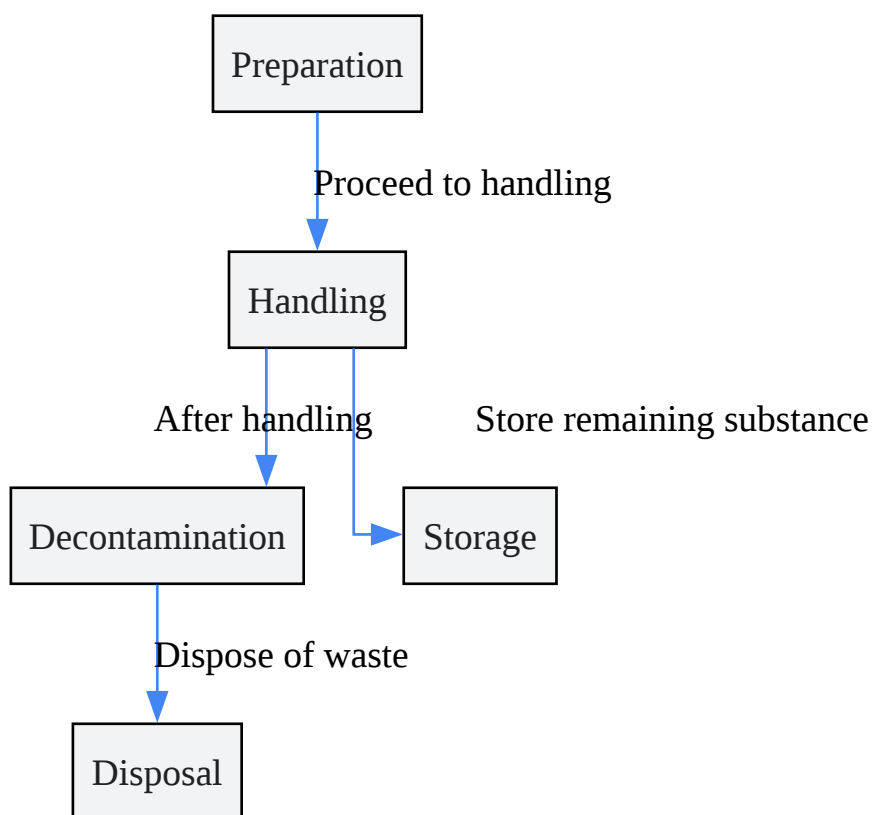 Preparation
Proceed to handling
Handling
After handling
Store remaining substance
Decontamination
Storage
Dispose of waste
Disposal